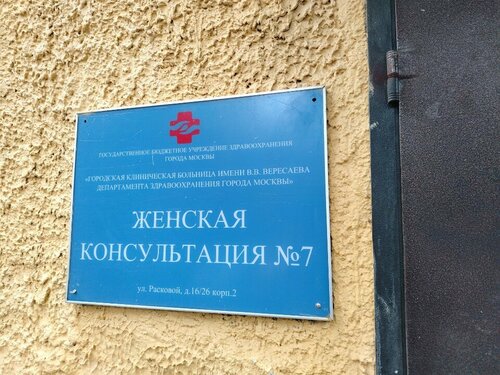 ГОСУДАРСТВЕННОЕ БЮДЖЕТНОЕ УЧРЕЖДЕНИЕ ЗДРАВООХРАНЕНИЯ
ГОРОДА МОСКВЫ
«ГОРОДСКАЯ КЛИНИЧЕСКАЯ БОЛЬНИЦА ИМЕНИ В.В. ВЕРЕСАЕВА
ДЕПАРТАМЕНТА ЗДРАВООХРАНЕНИЯ ГОРОДА МОСКВЫ»
ЖЕНСКАЯ
КОНСУЛЬТАЦИЯ №7
ул. Расковой, д.16/26 корп.2